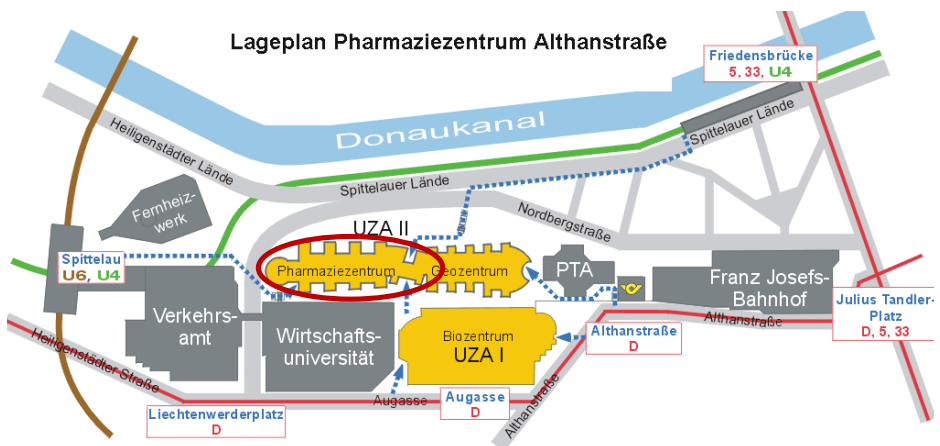 Lageplan Pharmaziezentrum Althanstraße
Friedensbrücke
5, 33, U4
Donaukanal
Heiligenstädter
Lände
Spittelauer Lände
Spittelauer Lände
Fernheiz-
werk
Nordbergstraße
UZA II
Spittelau
U6, U4
Pharmaziezentrum
Geozentrum
PTA
Franz Josefs-
Bahnhof
Verkehrs-
amt
Wirtschafts-
universität
Biozentrum
UZA I
Althanstraße
D
Althanstraße
Julius Tandler-
Platz
D, 5, 33
Heiligenstädter Straße
Liechtenwerderplatz
D
Augasse
Augasse
D
Althanstraße